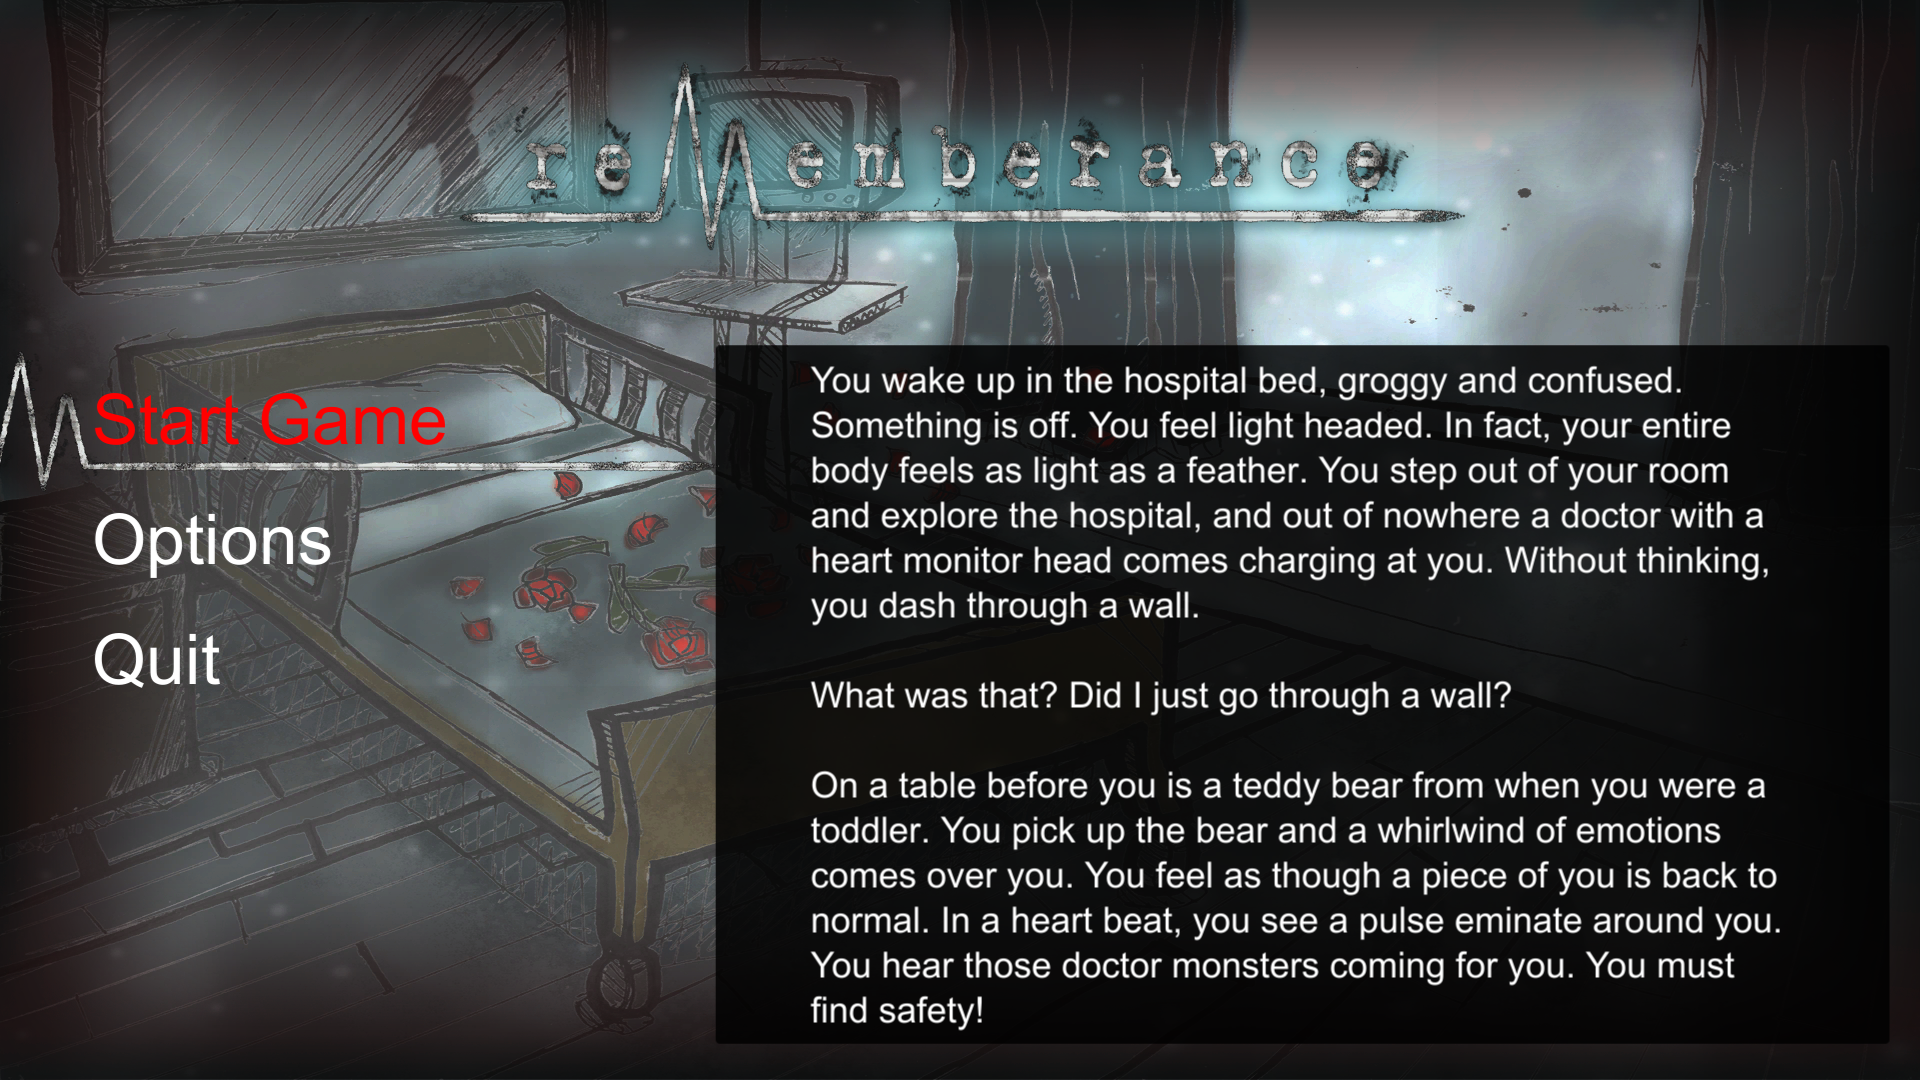 rememberance
Start Game
Options
Quit
You wake up in the hospital bed, groggy and confused.
Something is off. You feel light headed. In fact, your entire
body feels as light as a feather. You step out of your room
and explore the hospital, and out of nowhere a doctor with a
heart monitor head comes charging at you. Without thinking,
you dash through a wall.
What was that? Did I just go through a wall?
On a table before you is a teddy bear from when you were a
toddler. You pick up the bear and a whirlwind of emotions
comes over you. You feel as though a piece of you is back to
normal. In a heart beat, you see a pulse eminate around you.
You hear those doctor monsters coming for you. You must
find safety!